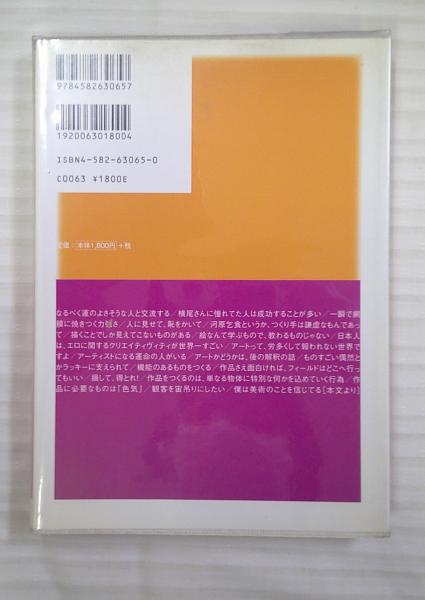 9784582630657
1920063018004
ISBN4-582-63065-0
C0063 ¥1800E
定価：本体1,800円＋税
なるべく運のよさそうな人と交流する／横尾さんに憧れてた人は成功することが多い／一瞬で網
膜に焼きつく力強さ／人に見せて、恥をかいて／河原乞食というか、つくり手は謙虚なもんであっ
て／描くことでしか見えてこないものがある／絵なんて学ぶもので、教わるものじゃない／日本人
は、エロに関するクリエイティヴィティが世界一すごい／アートって、労多くして報われない世界で
すよ／アーティストになる運命の人がいる／アートかどうかは、後の解釈の話／ものすごい偶然と
かラッキーに支えられて／機能のあるものをつくる／作品さえ面白ければ、フィールドはどこへ行っ
てもいい／損して、得とれ！／作品をつくるのは、単なる物体に特別な何かを込めていく行為／作
品に必要なものは「色気」／観客を宙吊りにしたい／僕は美術のことを信じてる［本文より］